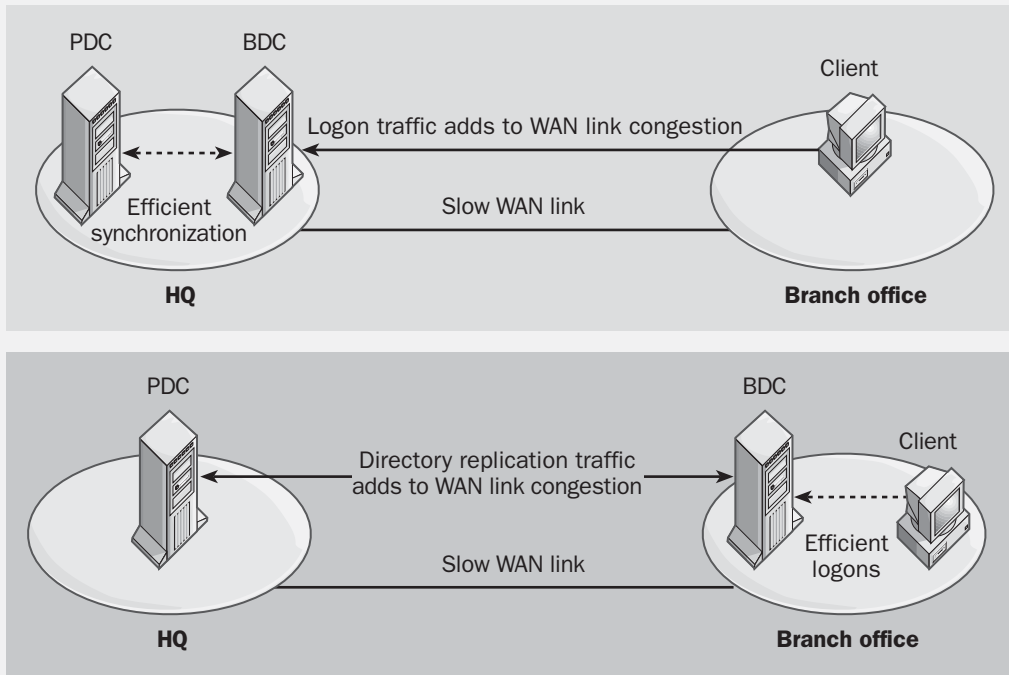 PDC
BDC
Client
Logon traffic adds to WAN link congestion
Efficient
synchronization
Slow WAN link
HQ
Branch office
PDC
BDC
Client
Directory replication traffic
adds to WAN link congestion
Efficient
logons
Slow WAN link
HQ
Branch office